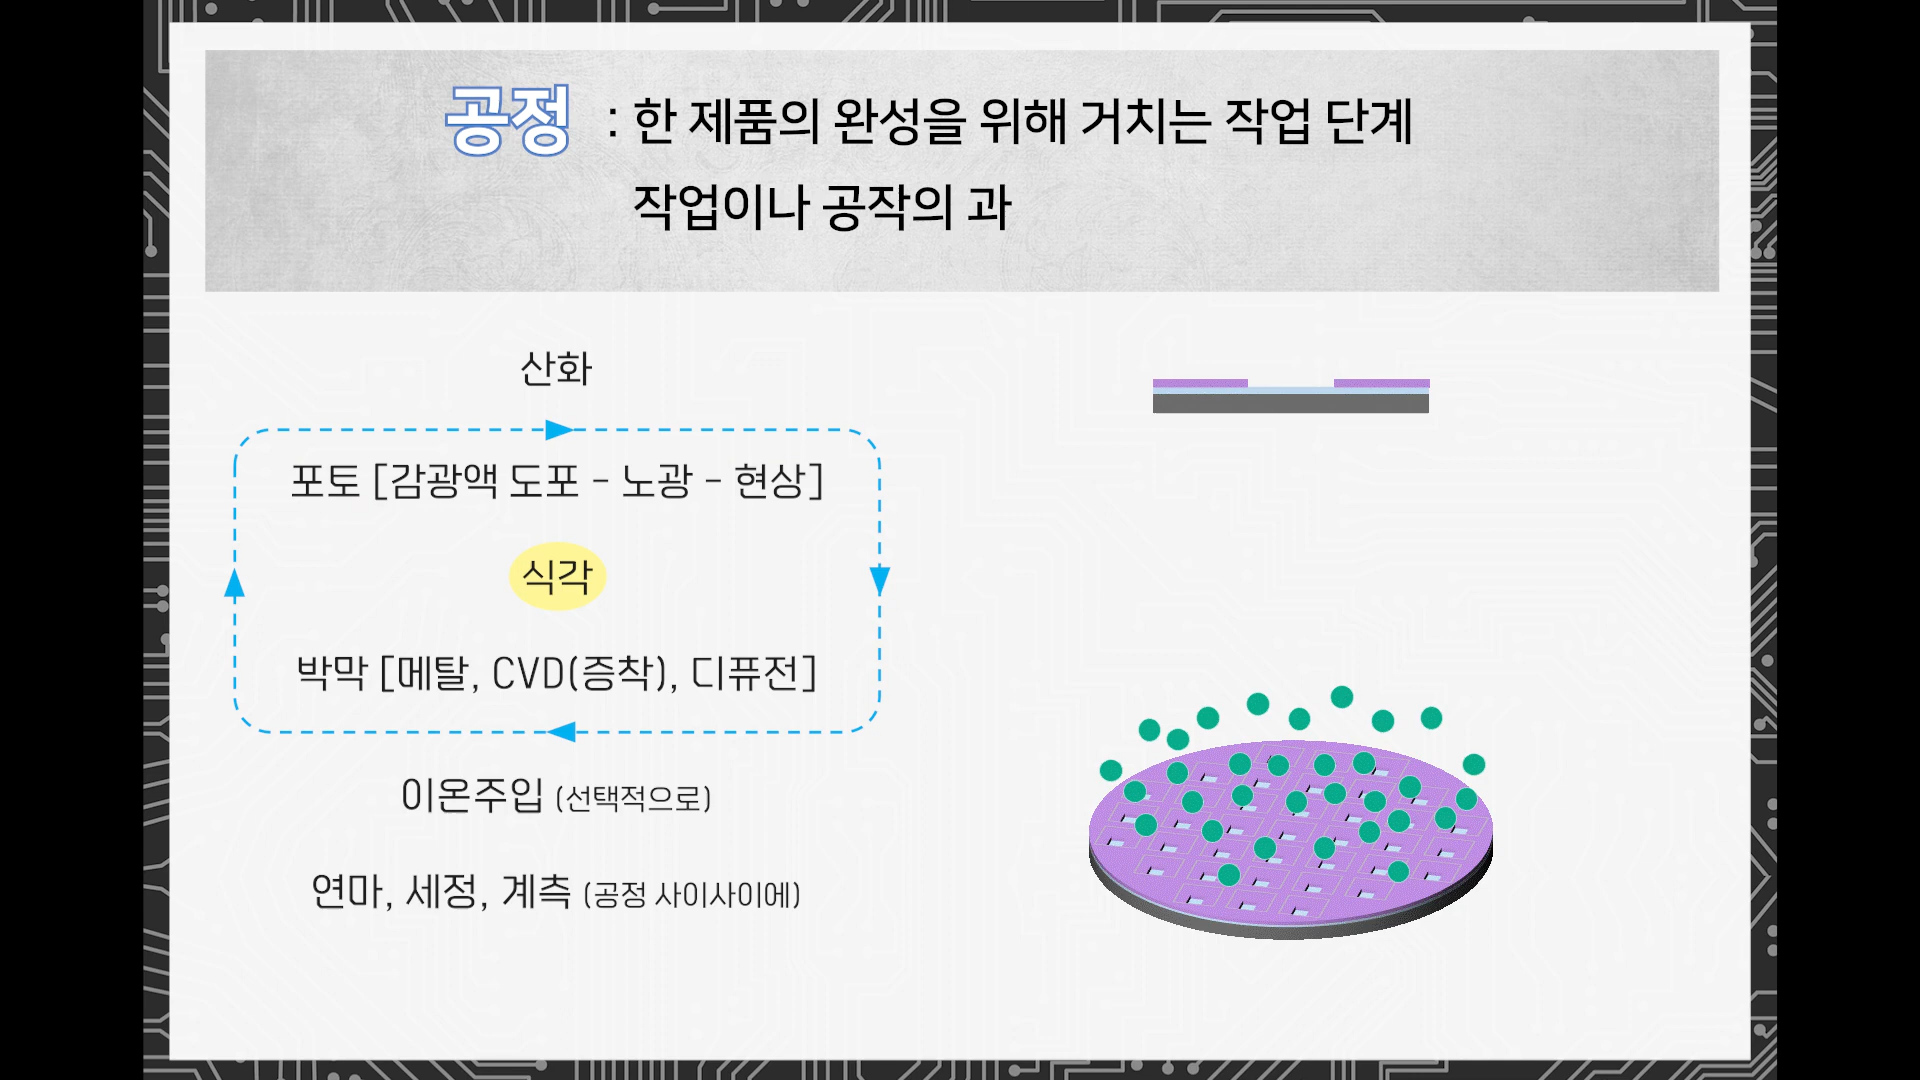 공정 : 한 제품의 완성을 위해 거치는 작업 단계
작업이나 공작의 과
산화
포토 [감광액 도포 - 노광 - 현상]
식각
박막 [메탈, CVD(증착), 디퓨전]
이온주입 (선택적으로)
연마, 세정, 계측 (공정 사이사이에)